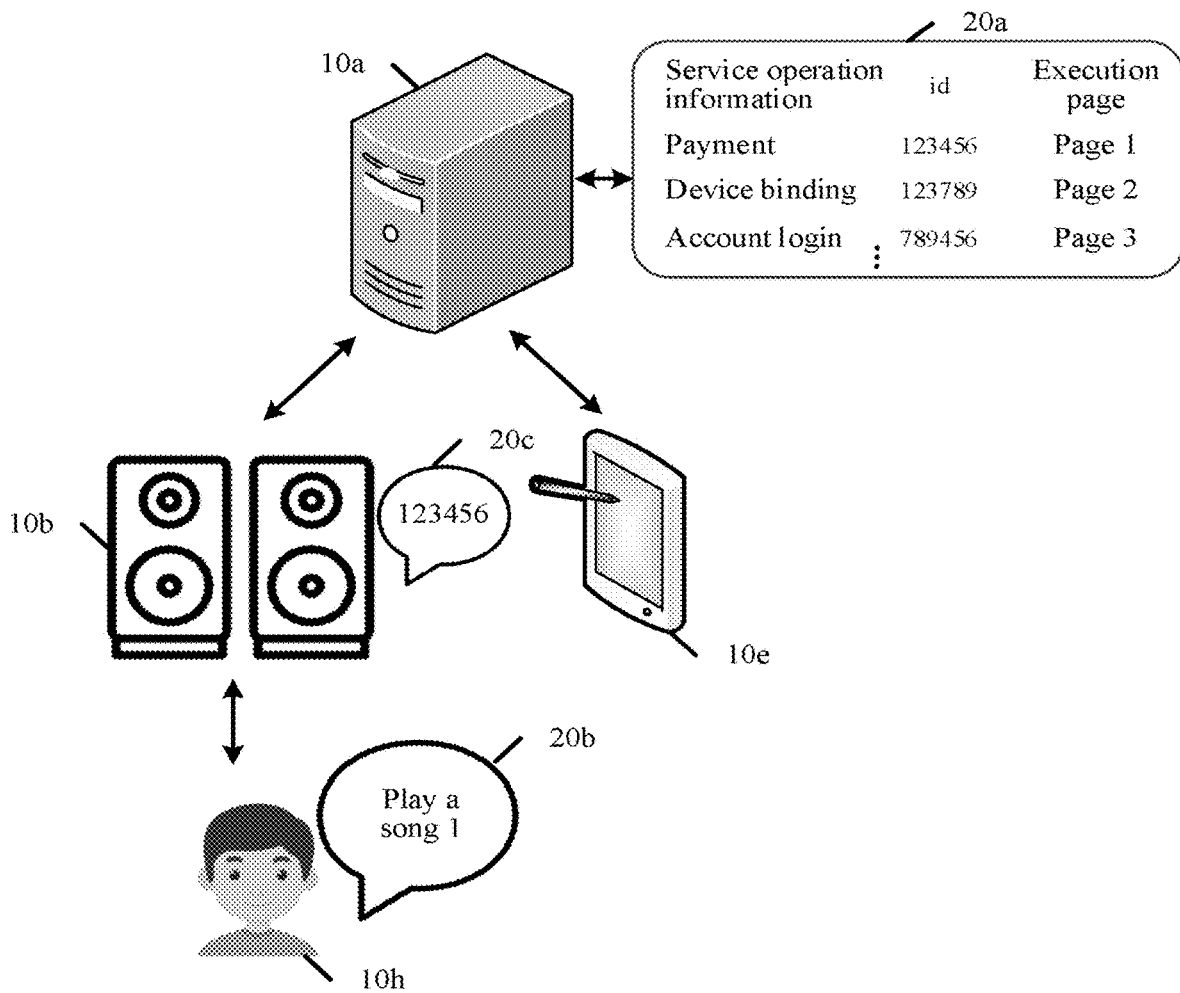 20a
10a
Service operation information id Execution page
Payment 123456 Page 1
Device binding 123789 Page 2
Account login 789456 Page 3
20c
123456
10b
10e
20b
Play a
song 1
10h